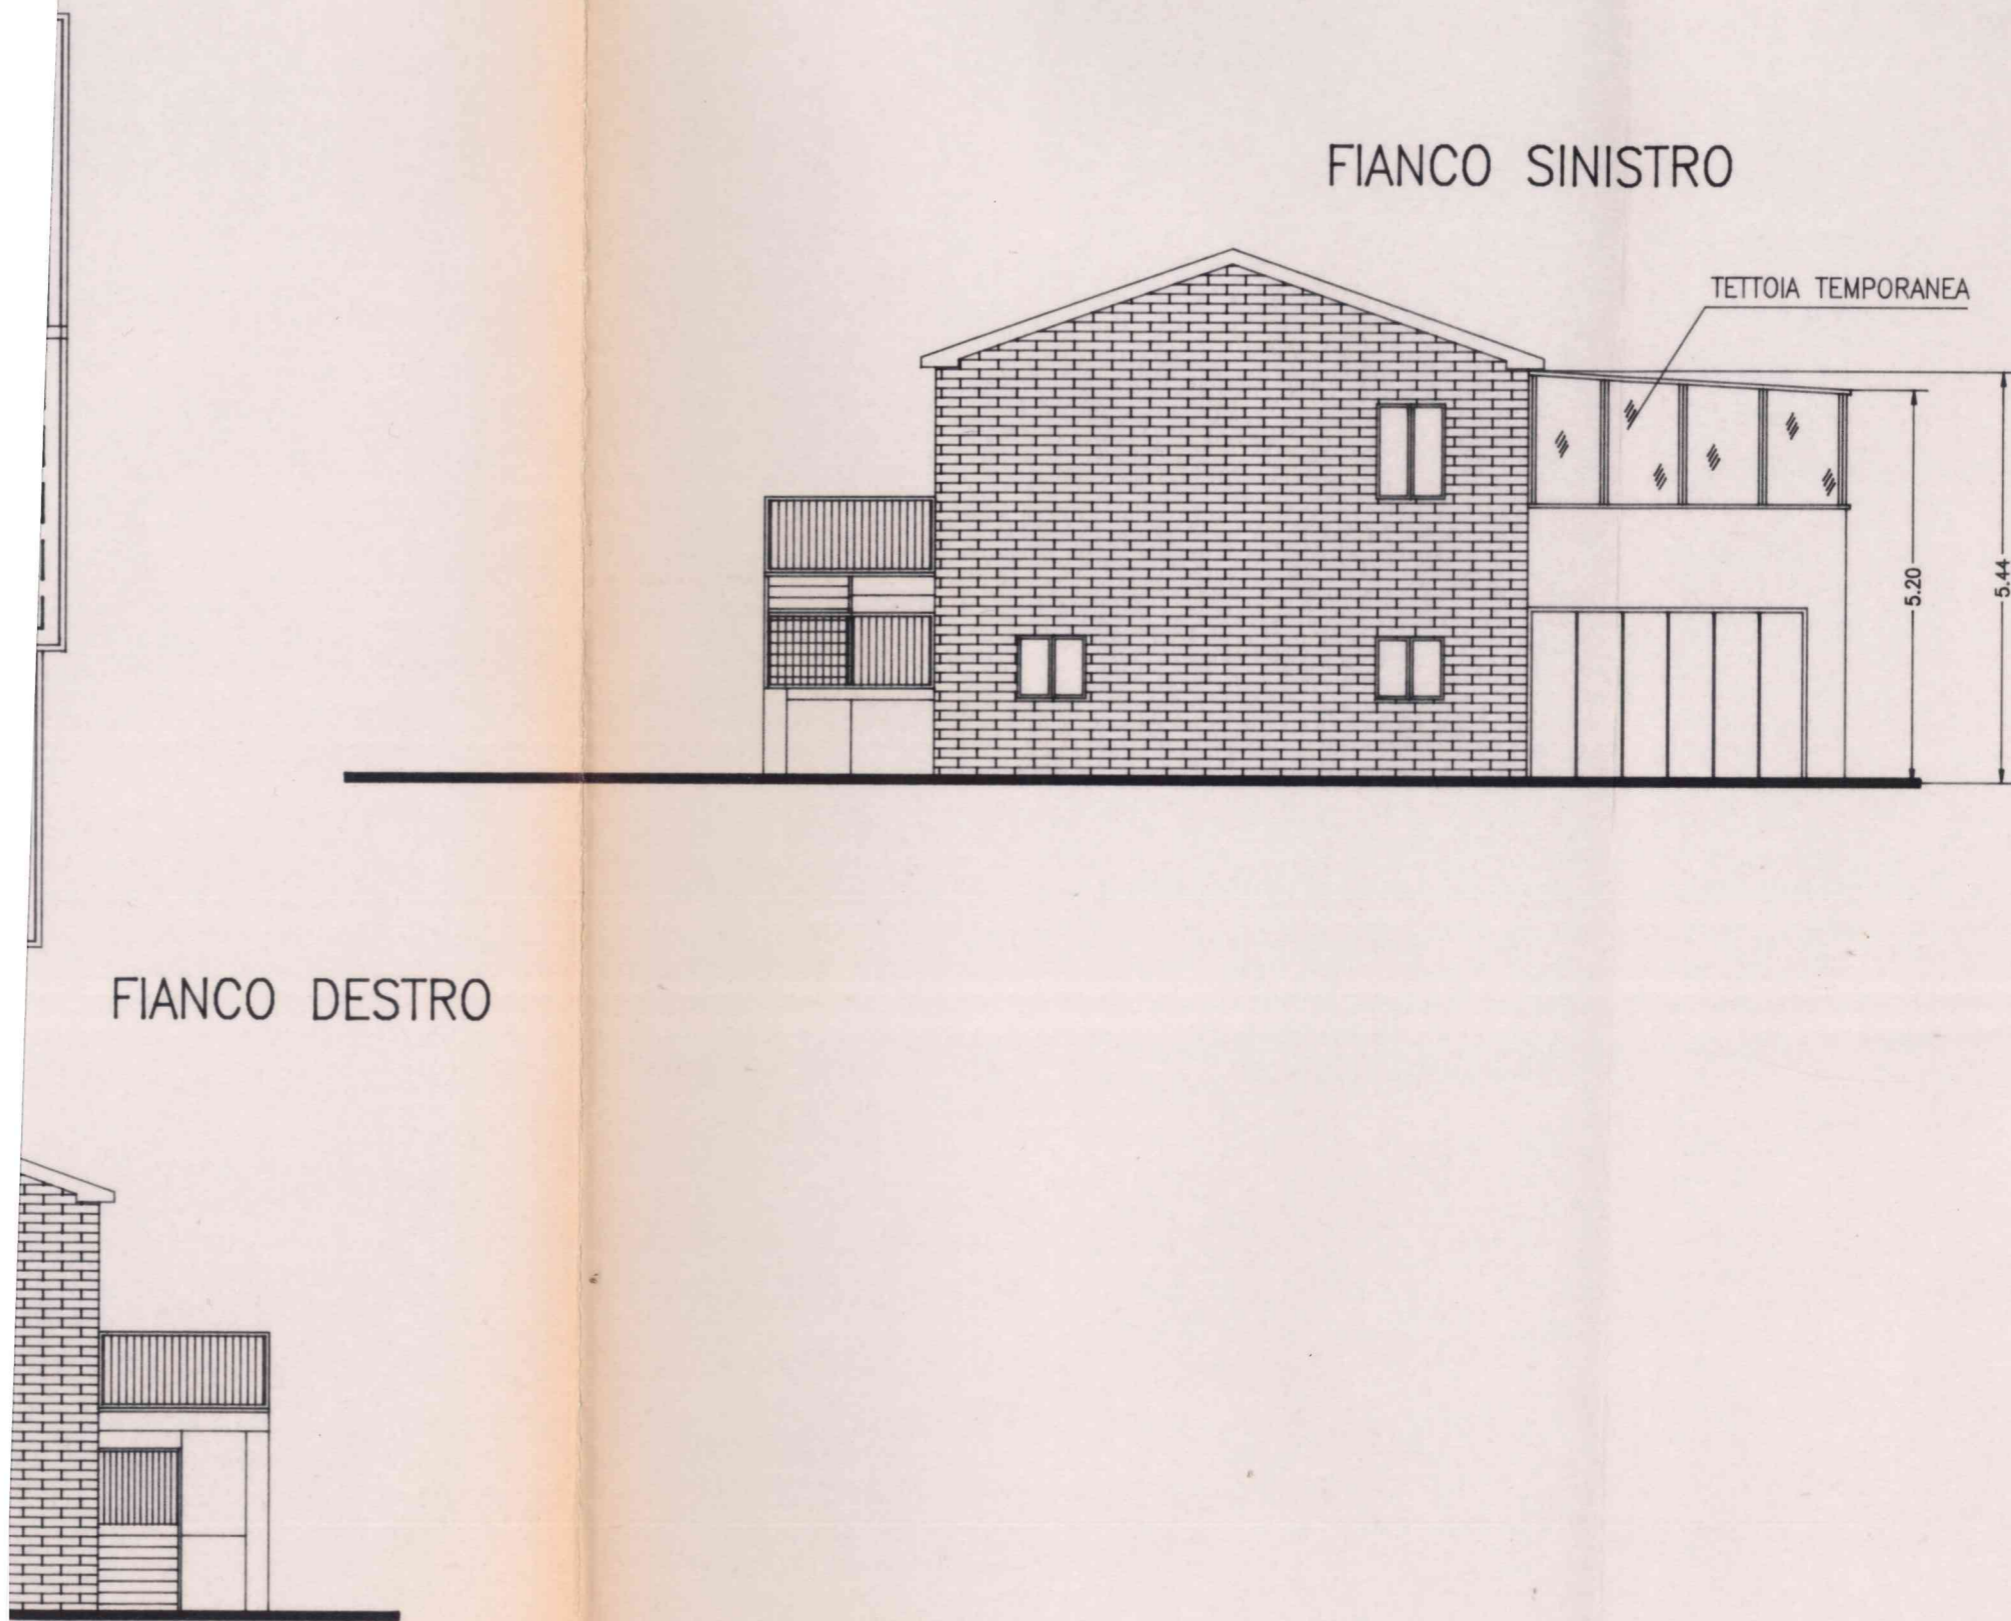 FIANCO SINISTRO
TETTOIA TEMPORANEA
5.20
5.44
FIANCO DESTRO